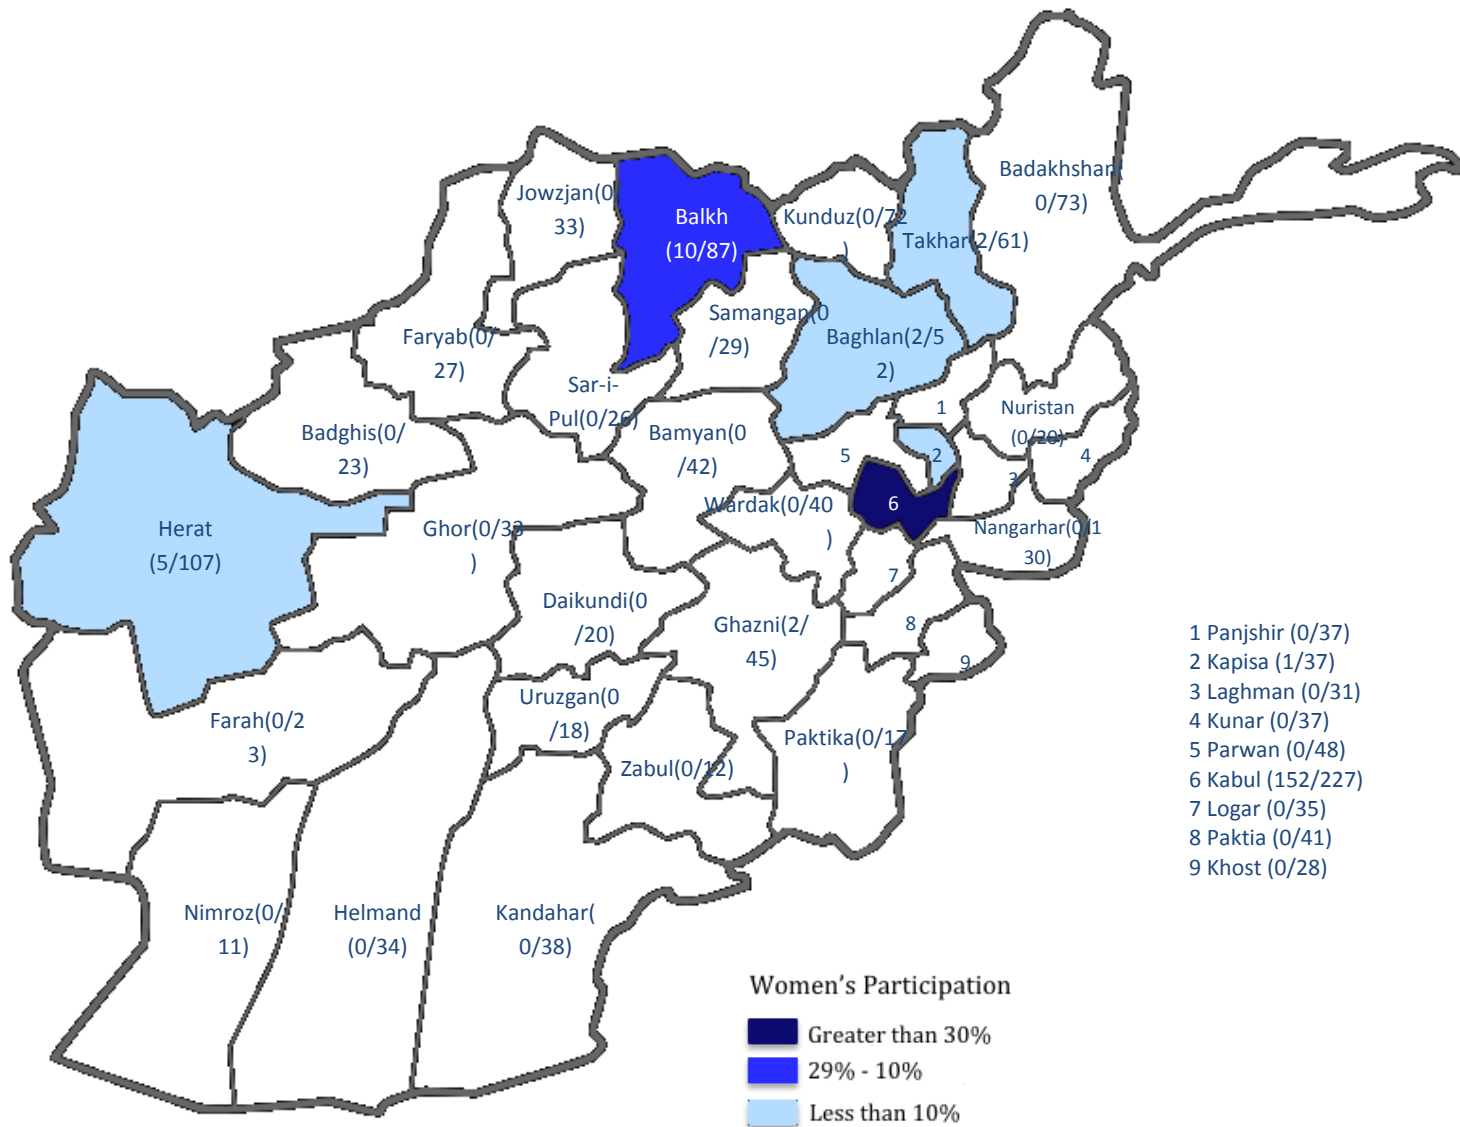 Badakhshan(
0/73)
Jowzjan(0
33)
Balkh
(10/87)
Kunduz(0/72
)
Takhar(2/61)
Samangan(0
/29)
Baghlan(2/5
2)
Faryab(0/
27)
Sar-i-
Pul(0/26)
Badghis(0/
23)
Bamyan(0
/42)
1
Nuristan
(0/20)
5
2
4
3
6
Wardak(0/40
)
Nangarhar(0/1
30)
Herat
(5/107)
Ghor(0/33
)
7
Daikundi(0
/20)
Ghazni(2/
45)
8
9
Uruzgan(0
/18)
Farah(0/2
3)
Zabul(0/12)
Paktika(0/17
)
1 Panjshir (0/37)
2 Kapisa (1/37)
3 Laghman (0/31)
4 Kunar (0/37)
5 Parwan (0/48)
6 Kabul (152/227)
7 Logar (0/35)
8 Paktia (0/41)
9 Khost (0/28)
Nimroz(0/
11)
Helmand
(0/34)
Kandahar(
0/38)
Women's Participation
Greater than 30%
29% - 10%
Less than 10%